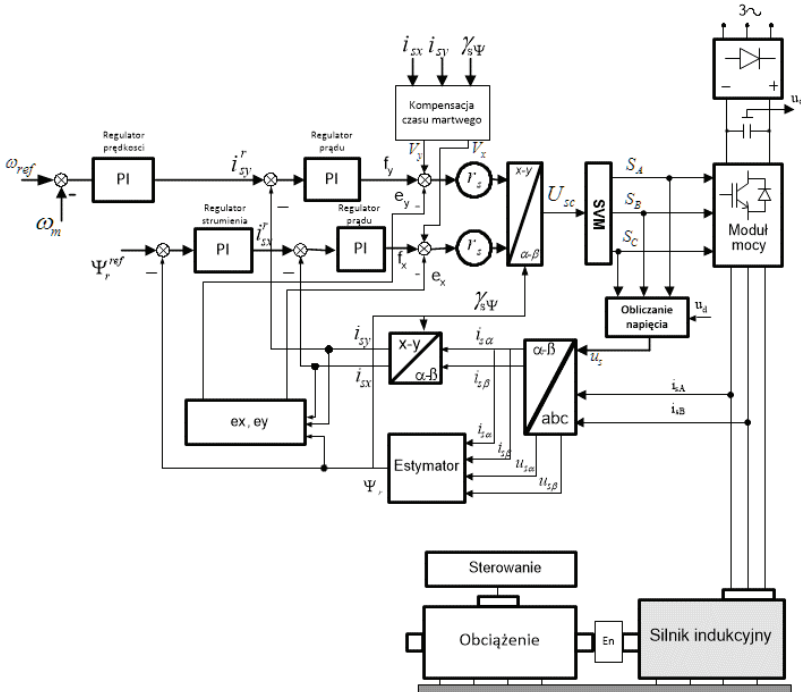 3~
− +
u
i_sx i_sy γ_sΨ
Kompensacja
czasu martwego
V_y V_x
Regulator
prędkosci
PI
Regulator
prądu
PI
ω_ref
-
ω_m
i^r_sy
-
f_y
e_y
-
r_s
x-y
α-β
U_sc
SVM
S_A
S_B
S_C
Moduł
mocy
Regulator
strumienia
PI
i^r_sx
Regulator
prądu
PI
Ψ_r^ref
-
-
f_x
-
e_x
r_s
γ_sΨ
Obliczanie
napięcia
u_d
u_s
i_sy
i_sx
x-y
α-β
i_sα
i_sβ
α-β
abc
i_sA
i_sB
ex, ey
Estymator
i_sα
i_sβ
u_sα
u_sβ
Ψ_r
Sterowanie
Obciążenie
En
Silnik indukcyjny